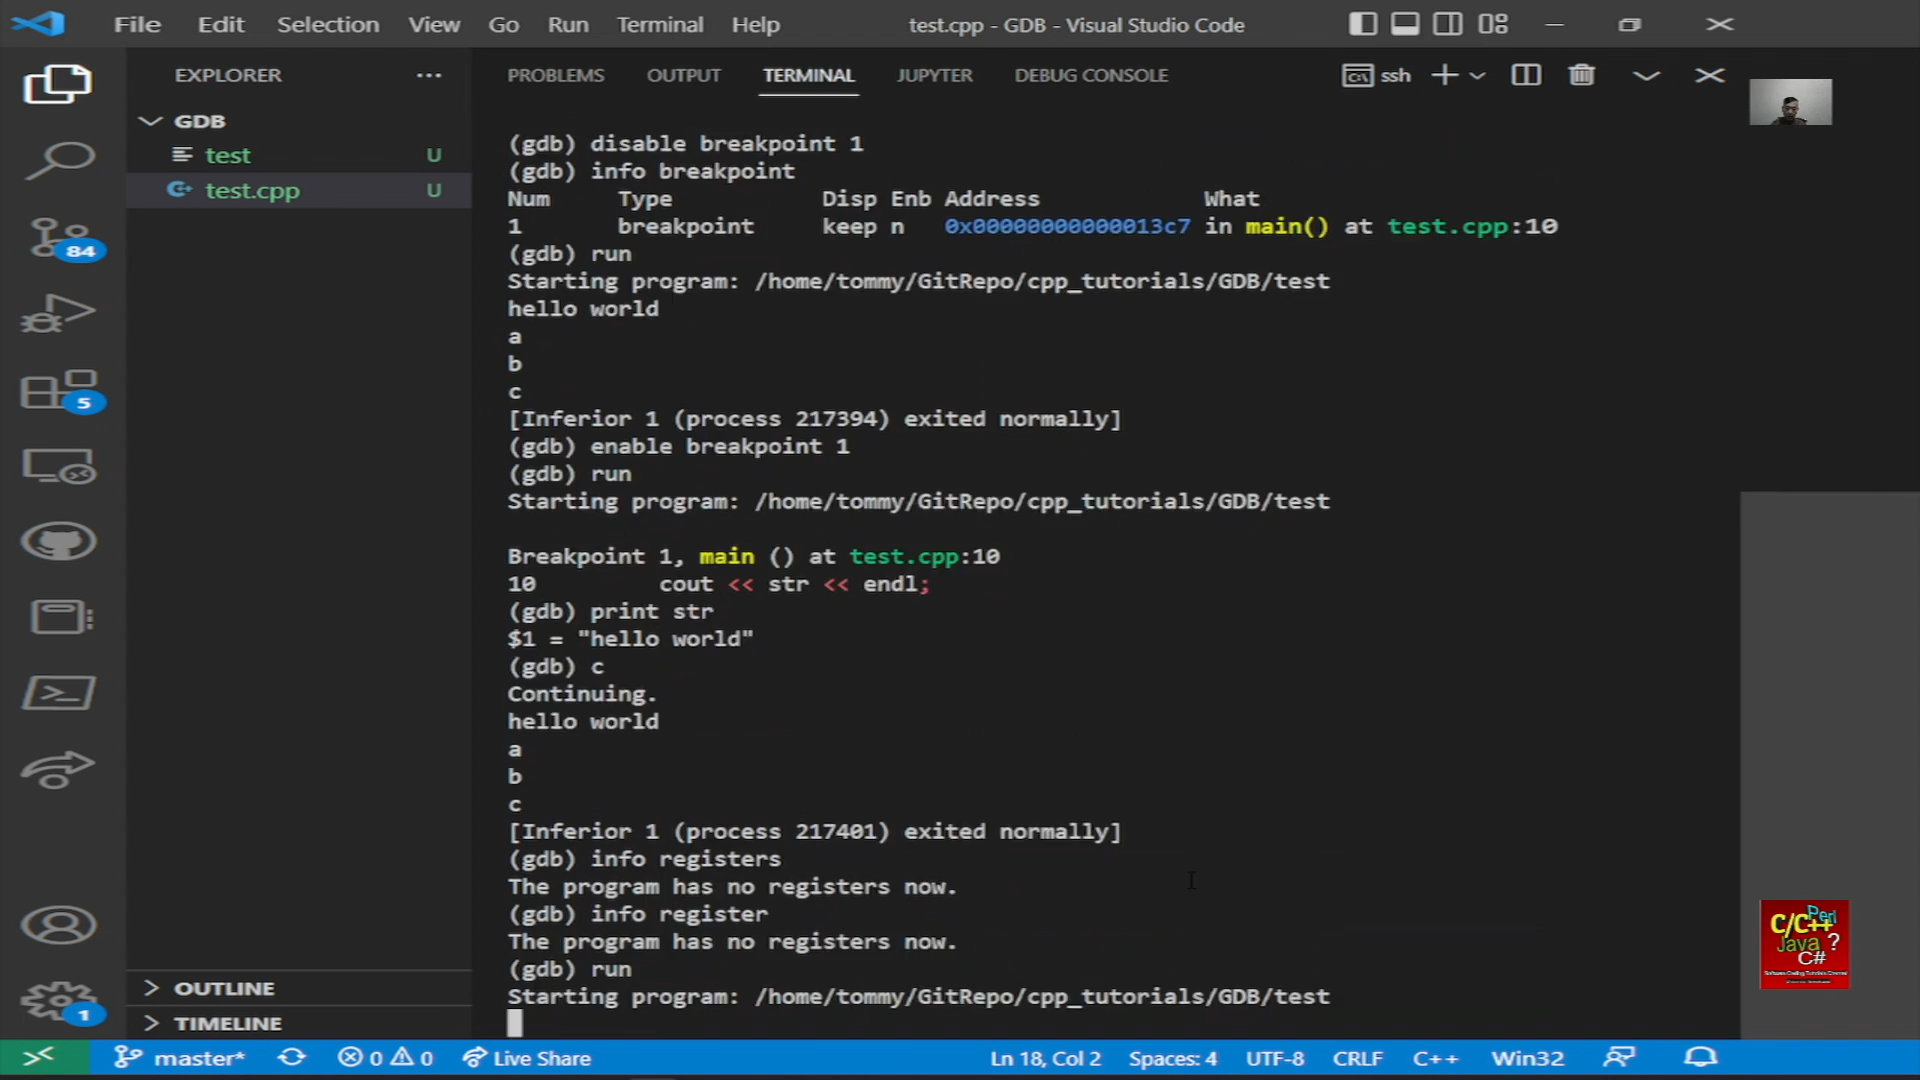 File Edit Selection View Go Run Terminal Help test.cpp - GDB - Visual Studio Code
EXPLORER ...
GDB
test U
test.cpp U
84
5
1
OUTLINE
TIMELINE
PROBLEMS OUTPUT TERMINAL JUPYTER DEBUG CONSOLE ssh
(gdb) disable breakpoint 1
(gdb) info breakpoint
Num Type Disp Enb Address What
1 breakpoint keep n 0x00000000000013c7 in main() at test.cpp:10
(gdb) run
Starting program: /home/tommy/GitRepo/cpp_tutorials/GDB/test
hello world
a
b
c
[Inferior 1 (process 217394) exited normally]
(gdb) enable breakpoint 1
(gdb) run
Starting program: /home/tommy/GitRepo/cpp_tutorials/GDB/test
Breakpoint 1, main () at test.cpp:10
10 cout << str << endl;
(gdb) print str
$1 = "hello world"
(gdb) c
Continuing.
hello world
a
b
c
[Inferior 1 (process 217401) exited normally]
(gdb) info registers
The program has no registers now.
(gdb) info register
The program has no registers now.
(gdb) run
Starting program: /home/tommy/GitRepo/cpp_tutorials/GDB/test
C/C++ Perl
Java ?
C#
master* 0 0 Live Share Ln 18, Col 2 Spaces: 4 UTF-8 CRLF C++ Win32